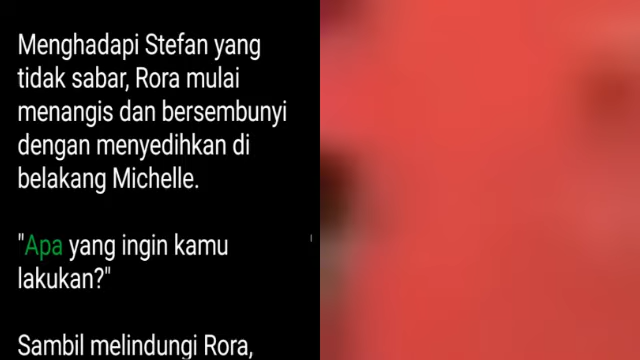 Menghadapi Stefan yang
tidak sabar, Rora mulai
menangis dan bersembunyi
dengan menyedihkan di
belakang Michelle.
"Apa yang ingin kamu
lakukan?"
Sambil melindungi Rora,